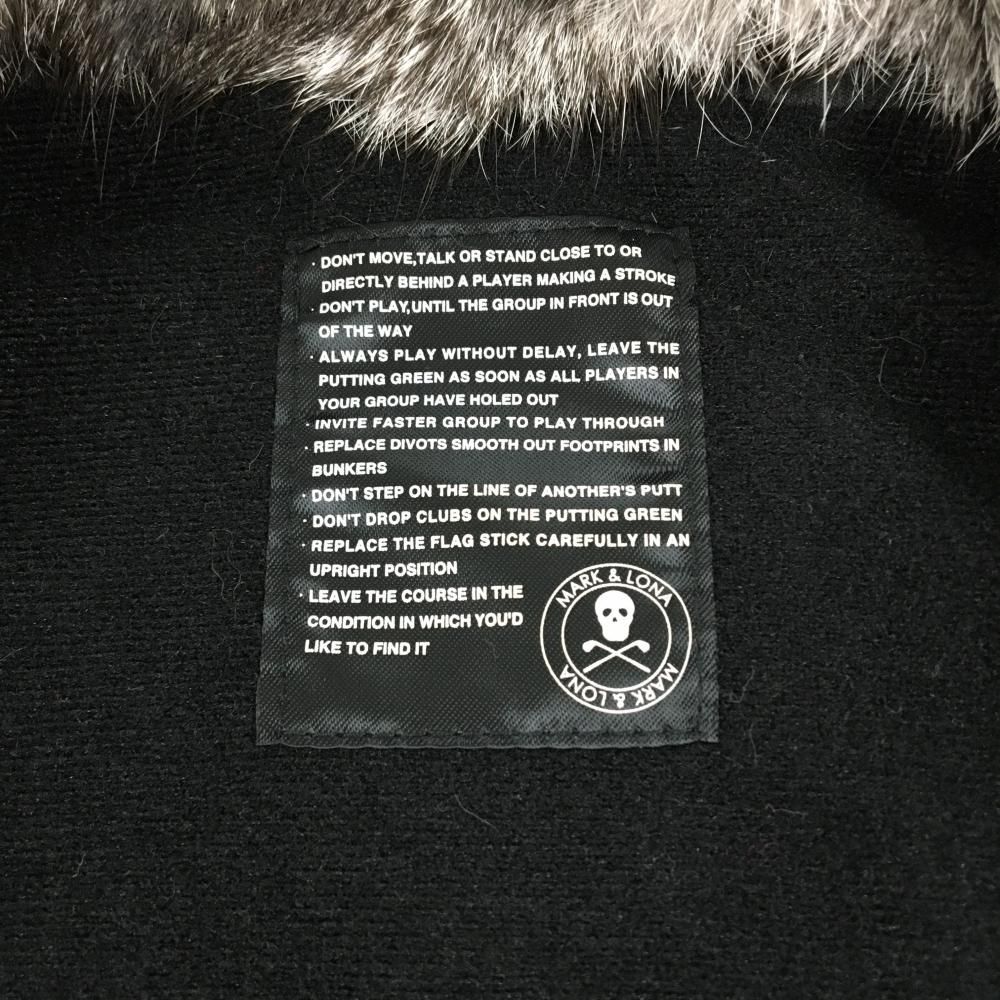 · DON'T MOVE,TALK OR STAND CLOSE TO OR
DIRECTLY BEHIND A PLAYER MAKING A STROKE
· DON'T PLAY,UNTIL THE GROUP IN FRONT IS OUT
OF THE WAY
· ALWAYS PLAY WITHOUT DELAY, LEAVE THE
PUTTING GREEN AS SOON AS ALL PLAYERS IN
YOUR GROUP HAVE HOLED OUT
· INVITE FASTER GROUP TO PLAY THROUGH
· REPLACE DIVOTS SMOOTH OUT FOOTPRINTS IN
BUNKERS
· DON'T STEP ON THE LINE OF ANOTHER'S PUTT
· DON'T DROP CLUBS ON THE PUTTING GREEN
· REPLACE THE FLAG STICK CAREFULLY IN AN
UPRIGHT POSITION
· LEAVE THE COURSE IN THE
CONDITION IN WHICH YOU'D
LIKE TO FIND IT
MARK & LONA
MARK & LONA